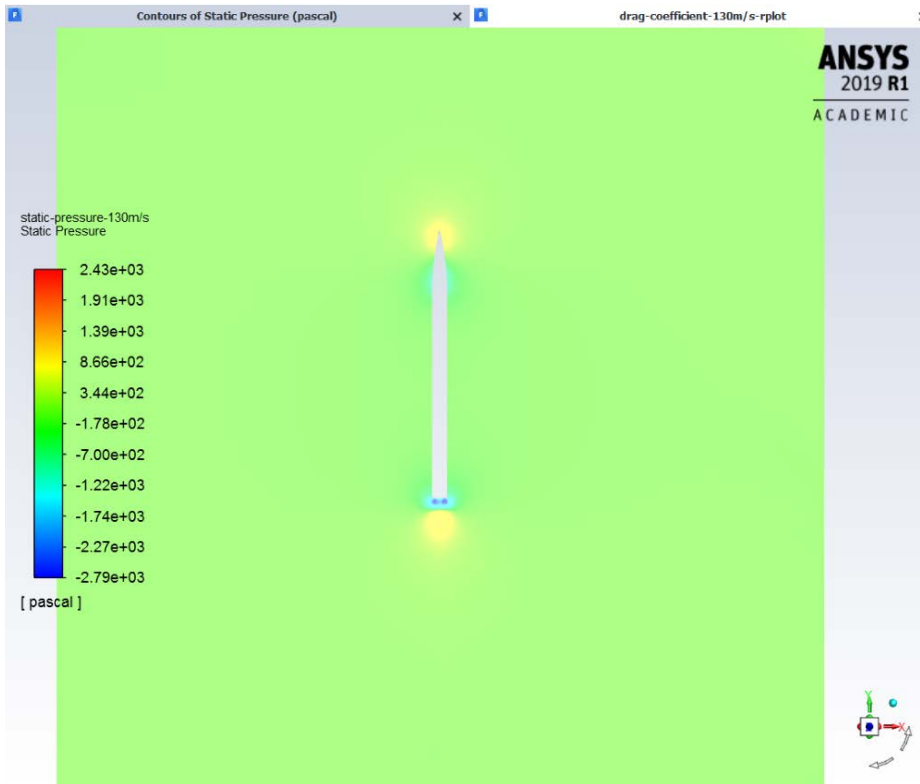 Contours of Static Pressure (pascal)
drag-coefficient-130m/s-rplot
ANSYS
2019 R1
ACADEMIC
static-pressure-130m/s
Static Pressure
2.43e+03
1.91e+03
1.39e+03
8.66e+02
3.44e+02
-1.78e+02
-7.00e+02
-1.22e+03
-1.74e+03
-2.27e+03
-2.79e+03
[ pascal ]
Y
X